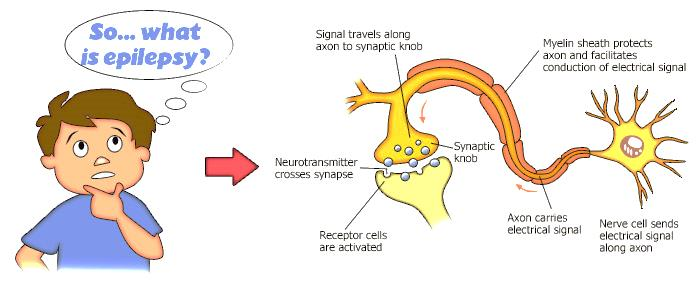 So... what
is epilepsy?
Signal travels along
axon to synaptic knob
Myelin sheath protects
axon and facilitates
conduction of electrical signal
Synaptic
knob
Neurotransmitter
crosses synapse
Receptor cells
are activated
Axon carries
electrical signal
Nerve cell sends
electrical signal
along axon